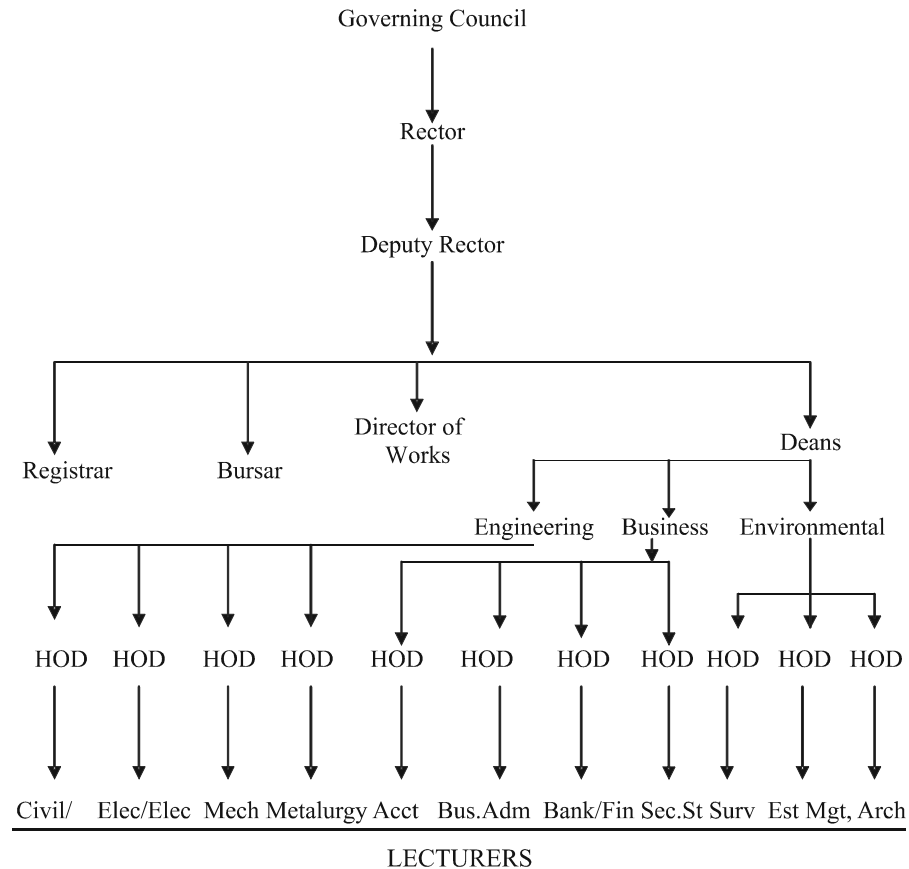 Governing Council
Rector
Deputy Rector
Director of
Works
Deans
Registrar
Bursar
Engineering Business Environmental
HOD HOD HOD HOD HOD HOD HOD HOD HOD HOD HOD
Civil/ Elec/Elec Mech Metalurgy Acct Bus.Adm Bank/Fin Sec.St Surv Est Mgt, Arch
LECTURERS